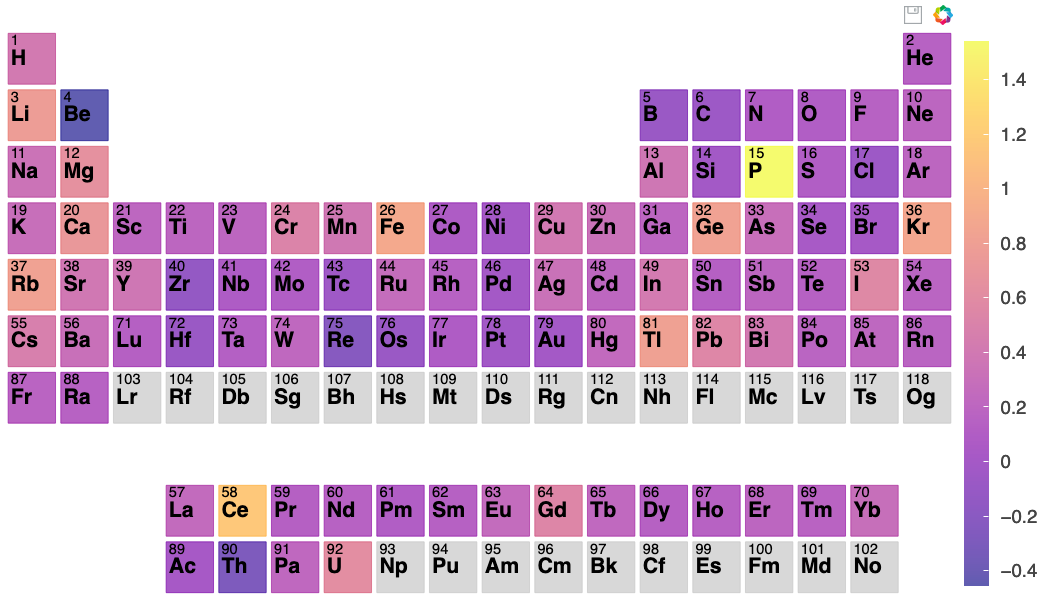 1 2
H He
3 4 5 6 7 8 9 10
Li Be B C N O F Ne
11 12 13 14 15 16 17 18
Na Mg Al Si P S Cl Ar
19 20 21 22 23 24 25 26 27 28 29 30 31 32 33 34 35 36
K Ca Sc Ti V Cr Mn Fe Co Ni Cu Zn Ga Ge As Se Br Kr
37 38 39 40 41 42 43 44 45 46 47 48 49 50 51 52 53 54
Rb Sr Y Zr Nb Mo Tc Ru Rh Pd Ag Cd In Sn Sb Te I Xe
55 56 71 72 73 74 75 76 77 78 79 80 81 82 83 84 85 86
Cs Ba Lu Hf Ta W Re Os Ir Pt Au Hg Tl Pb Bi Po At Rn
87 88 103 104 105 106 107 108 109 110 111 112 113 114 115 116 117 118
Fr Ra Lr Rf Db Sg Bh Hs Mt Ds Rg Cn Nh Fl Mc Lv Ts Og
57 58 59 60 61 62 63 64 65 66 67 68 69 70
La Ce Pr Nd Pm Sm Eu Gd Tb Dy Ho Er Tm Yb
89 90 91 92 93 94 95 96 97 98 99 100 101 102
Ac Th Pa U Np Pu Am Cm Bk Cf Es Fm Md No
1.4
1.2
1
0.8
0.6
0.4
0.2
0
−0.2
−0.4